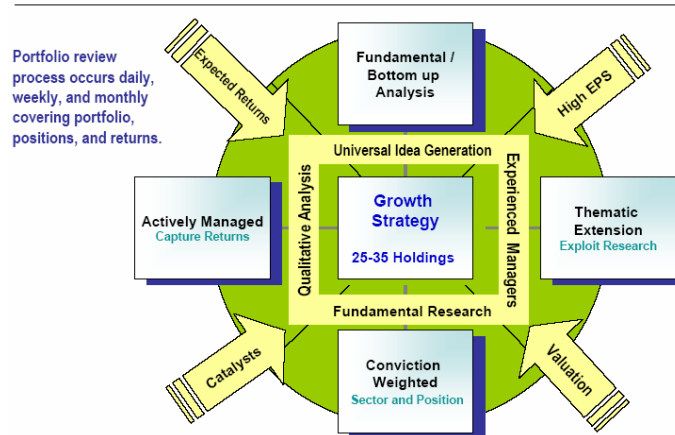 Portfolio review
process occurs daily,
weekly, and monthly
covering portfolio,
positions, and returns.
Expected Returns
Fundamental /
Bottom up
Analysis
High EPS
Universal Idea Generation
Qualitative Analysis
Experienced Managers
Actively Managed
Capture Returns
Growth
Strategy
25-35 Holdings
Thematic
Extension
Exploit Research
Fundamental Research
Catalysts
Conviction
Weighted
Sector and Position
Valuation